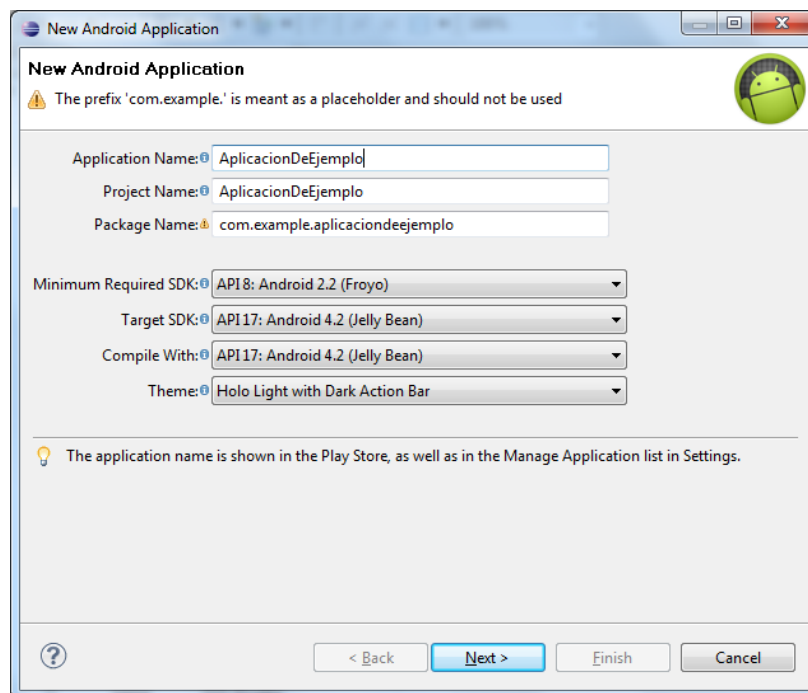 New Android Application
New Android Application
The prefix 'com.example.' is meant as a placeholder and should not be used
Application Name: AplicacionDeEjemplo
Project Name: AplicacionDeEjemplo
Package Name: com.example.aplicaciondeejemplo
Minimum Required SDK: API 8: Android 2.2 (Froyo)
Target SDK: API 17: Android 4.2 (Jelly Bean)
Compile With: API 17: Android 4.2 (Jelly Bean)
Theme: Holo Light with Dark Action Bar
The application name is shown in the Play Store, as well as in the Manage Application list in Settings.
? < Back Next > Finish Cancel